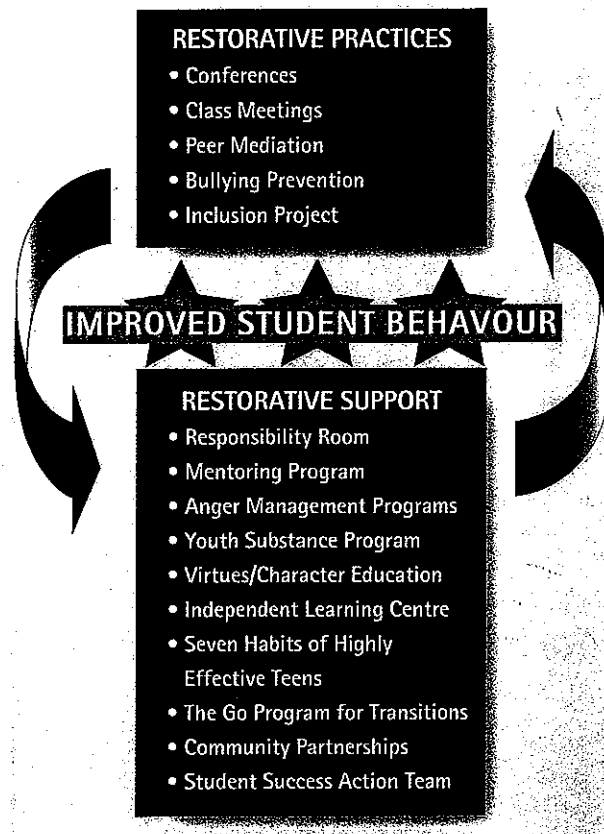 RESTORATIVE PRACTICES
• Conferences
• Class Meetings
• Peer Mediation
• Bullying Prevention
• Inclusion Project
IMPROVED STUDENT BEHAVOUR
RESTORATIVE SUPPORT
• Responsibility Room
• Mentoring Program
• Anger Management Programs
• Youth Substance Program
• Virtues/Character Education
• Independent Learning Centre
• Seven Habits of Highly
Effective Teens
• The Go Program for Transitions
• Community Partnerships
• Student Success Action Team